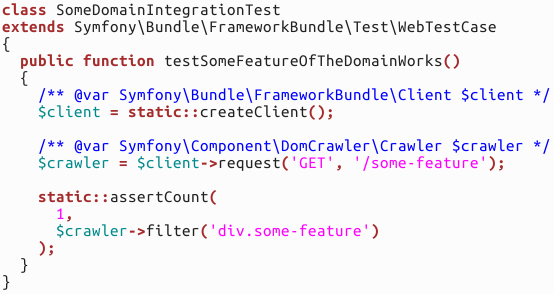 class SomeDomainIntegrationTest
extends Symfony\Bundle\FrameworkBundle\Test\WebTestCase
{
  public function testSomeFeatureOfTheDomainWorks()
  {
    /** @var Symfony\Bundle\FrameworkBundle\Client $client */
    $client = static::createClient();

    /** @var Symfony\Component\DomCrawler\Crawler $crawler */
    $crawler = $client->request('GET', '/some-feature');

    static::assertCount(
      1,
      $crawler->filter('div.some-feature')
    );
  }
}